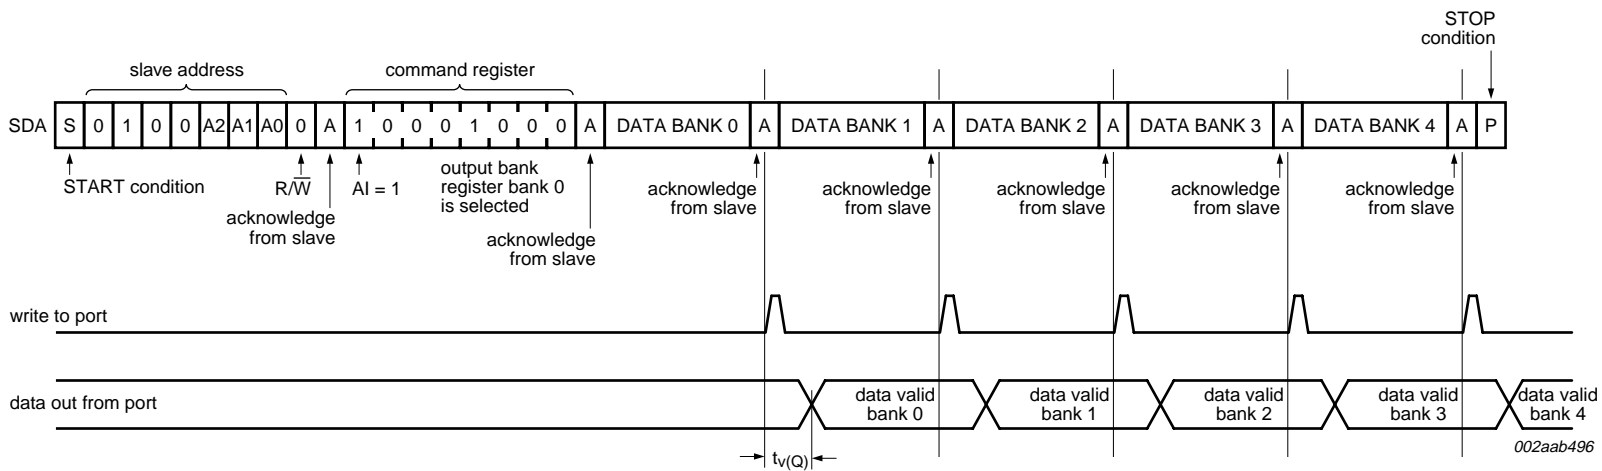 STOP
condition
slave address
command register
SDA
S 0 1 0 0 A2 A1 A0 0 A 1 0 0 0 1 0 0 0 A DATA BANK 0 A DATA BANK 1 A DATA BANK 2 A DATA BANK 3 A DATA BANK 4 A P
START condition
R/W̅
acknowledge
from slave
AI = 1
output bank
register bank 0
is selected
acknowledge
from slave
acknowledge
from slave
acknowledge
from slave
acknowledge
from slave
acknowledge
from slave
acknowledge
from slave
write to port
data out from port
data valid
bank 0
data valid
bank 1
data valid
bank 2
data valid
bank 3
data valid
bank 4
tv(Q)
002aab496